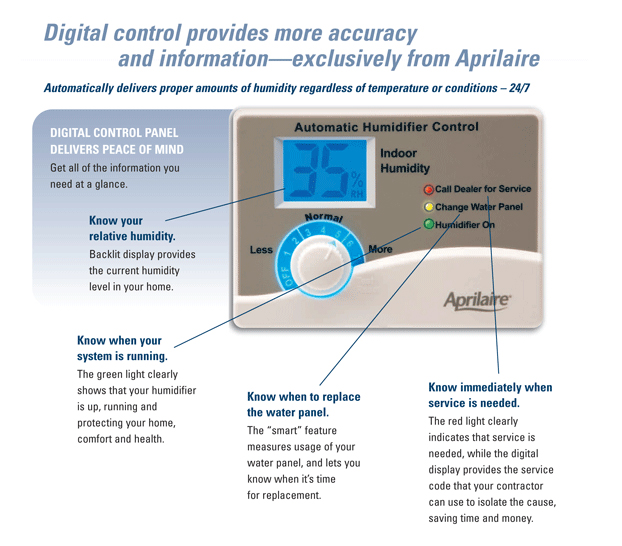 Digital control provides more accuracy
and information—exclusively from Aprilaire
Automatically delivers proper amounts of humidity regardless of temperature or conditions – 24/7
DIGITAL CONTROL PANEL
DELIVERS PEACE OF MIND
Get all of the information you
need at a glance.
Know your
relative humidity.
Backlit display provides
the current humidity
level in your home.
Automatic Humidifier Control
35%
RH
Indoor
Humidity
Call Dealer for Service
Change Water Panel
Humidifier On
Normal
Less
More
OFF 1 2 3 4 5 6
Aprilaire
Know when your
system is running.
The green light clearly
shows that your humidifier
is up, running and
protecting your home,
comfort and health.
Know when to replace
the water panel.
The “smart” feature
measures usage of your
water panel, and lets you
know when it’s time
for replacement.
Know immediately when
service is needed.
The red light clearly
indicates that service is
needed, while the digital
display provides the service
code that your contractor
can use to isolate the cause,
saving time and money.